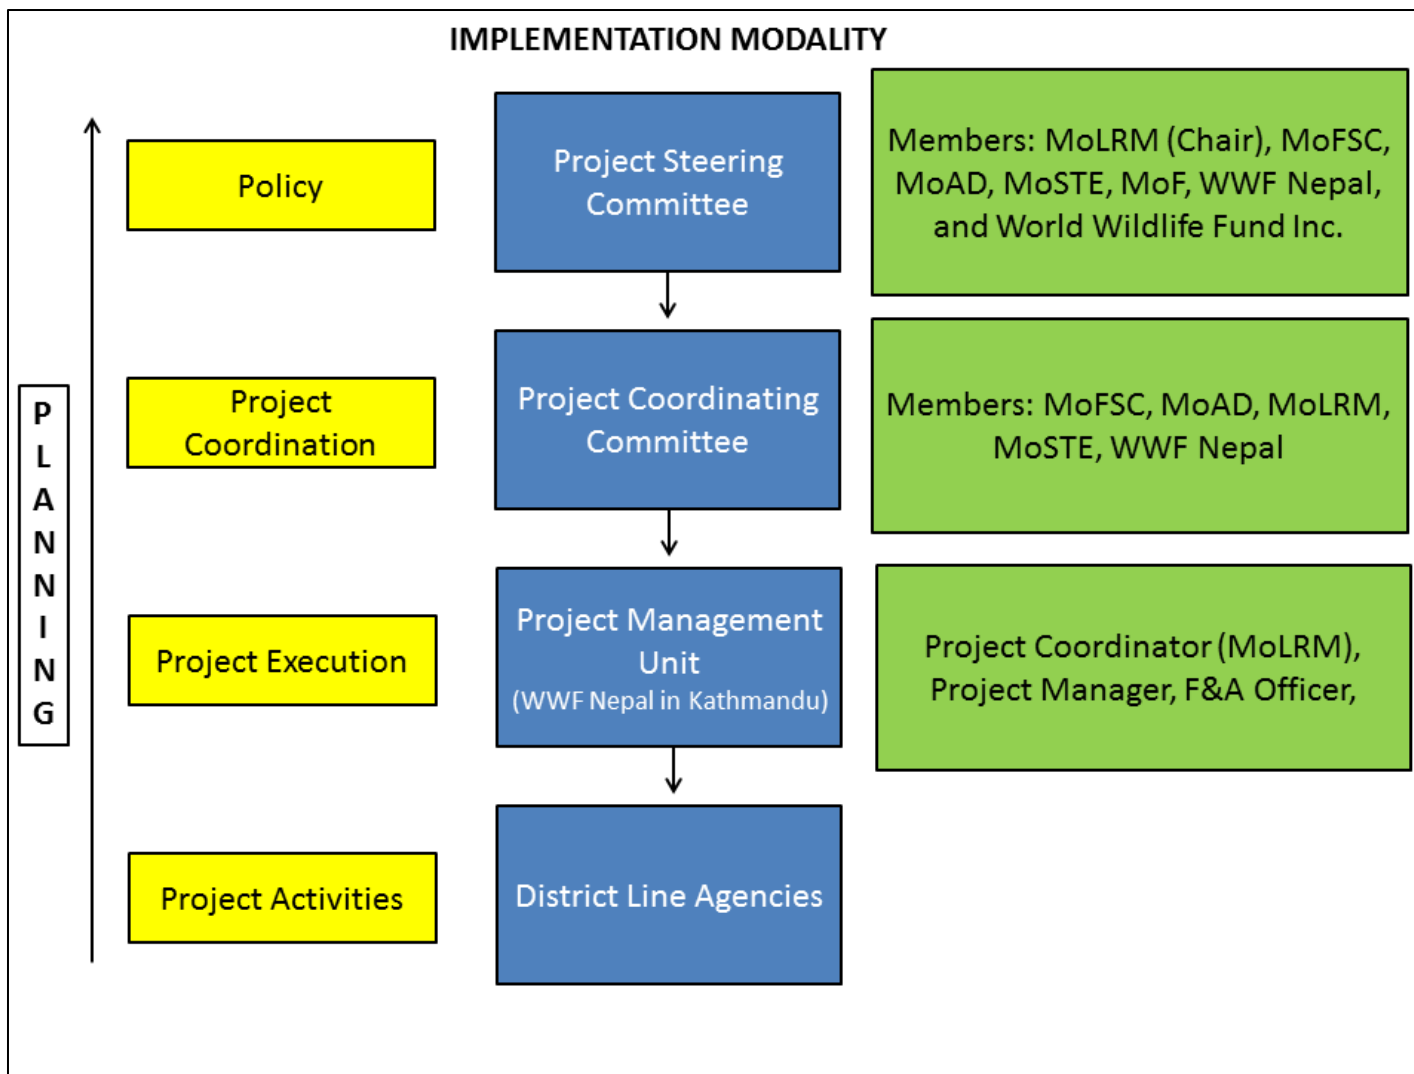 IMPLEMENTATION MODALITY
PLANNING
Policy
Project Steering
Committee
Members: MoLRM (Chair), MoFSC,
MoAD, MoSTE, MoF, WWF Nepal,
and World Wildlife Fund Inc.
Project
Coordination
Project Coordinating
Committee
Members: MoFSC, MoAD, MoLRM,
MoSTE, WWF Nepal
Project Execution
Project Management
Unit
(WWF Nepal in Kathmandu)
Project Coordinator (MoLRM),
Project Manager, F&A Officer,
Project Activities
District Line Agencies